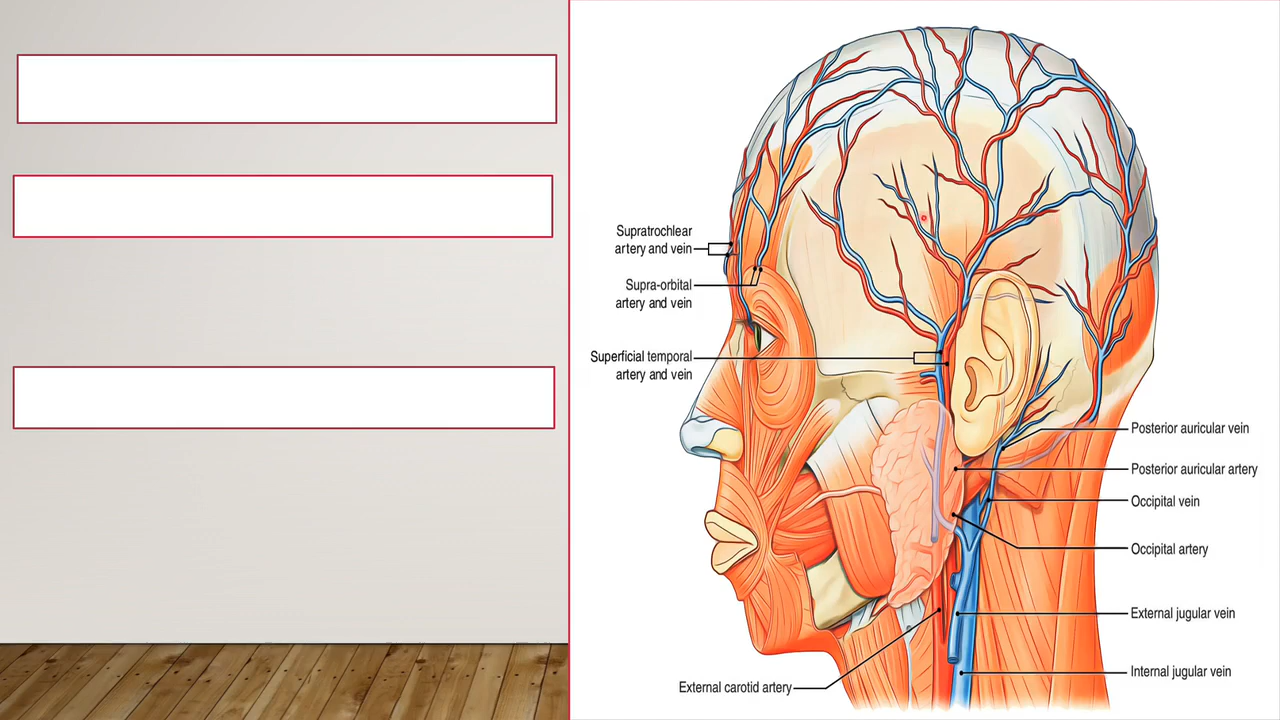 Supratrochlear
artery and vein
Supra-orbital
artery and vein
Superficial temporal
artery and vein
Posterior auricular vein
Posterior auricular artery
Occipital vein
Occipital artery
External jugular vein
Internal jugular vein
External carotid artery